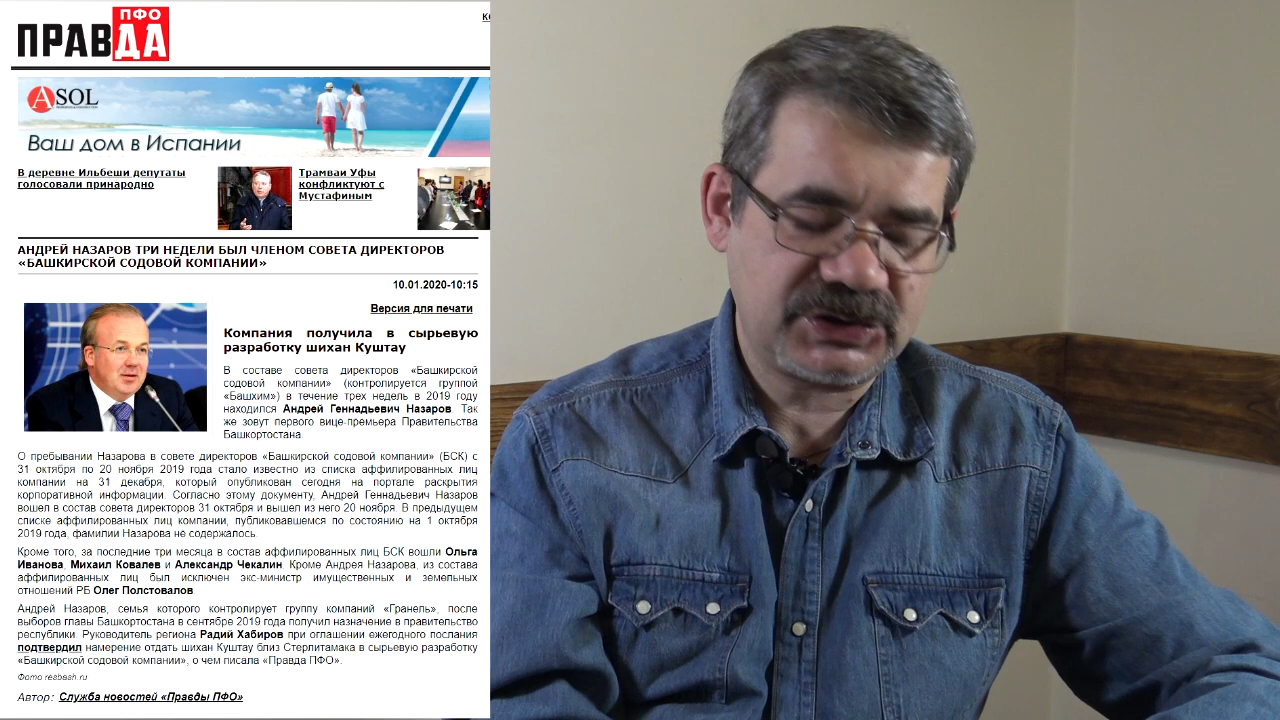 ПРАВДА
ПФО
ASOL
Ваш дом в Испании
В деревне Ильбеши депутаты
голосовали принародно
Трамваи Уфы
конфликтуют с
Мустафиным
АНДРЕЙ НАЗАРОВ ТРИ НЕДЕЛИ БЫЛ ЧЛЕНОМ СОВЕТА ДИРЕКТОРОВ
«БАШКИРСКОЙ СОДОВОЙ КОМПАНИИ»
10.01.2020-10:15
Версия для печати
Компания получила в сырьевую
разработку шихан Куштау
В составе совета директоров «Башкирской
содовой компании» (контролируется группой
«Башхим») в течение трех недель в 2019 году
находился Андрей Геннадьевич Назаров. Так
же зовут первого вице-премьера Правительства
Башкортостана.
О пребывании Назарова в совете директоров «Башкирской содовой компании» (БСК) с
31 октября по 20 ноября 2019 года стало известно из списка аффилированных лиц
компании на 31 декабря, который опубликован сегодня на портале раскрытия
корпоративной информации. Согласно этому документу, Андрей Геннадьевич Назаров
вошел в состав совета директоров 31 октября и вышел из него 20 ноября. В предыдущем
списке аффилированных лиц компании, публиковавшемся по состоянию на 1 октября
2019 года, фамилии Назарова не содержалось.
Кроме того, за последние три месяца в состав аффилированных лиц БСК вошли Ольга
Иванова, Михаил Ковалев и Александр Чекалин. Кроме Андрея Назарова, из состава
аффилированных лиц был исключен экс-министр имущественных и земельных
отношений РБ Олег Полстовалов.
Андрей Назаров, семья которого контролирует группу компаний «Гранель», после
выборов главы Башкортостана в сентябре 2019 года получил назначение в правительство
республики. Руководитель региона Радий Хабиров при оглашении ежегодного послания
подтвердил намерение отдать шихан Куштау близ Стерлитамака в сырьевую разработку
«Башкирской содовой компании», о чем писала «Правда ПФО».
Фото resbash.ru
Автор: Служба новостей «Правды ПФО»